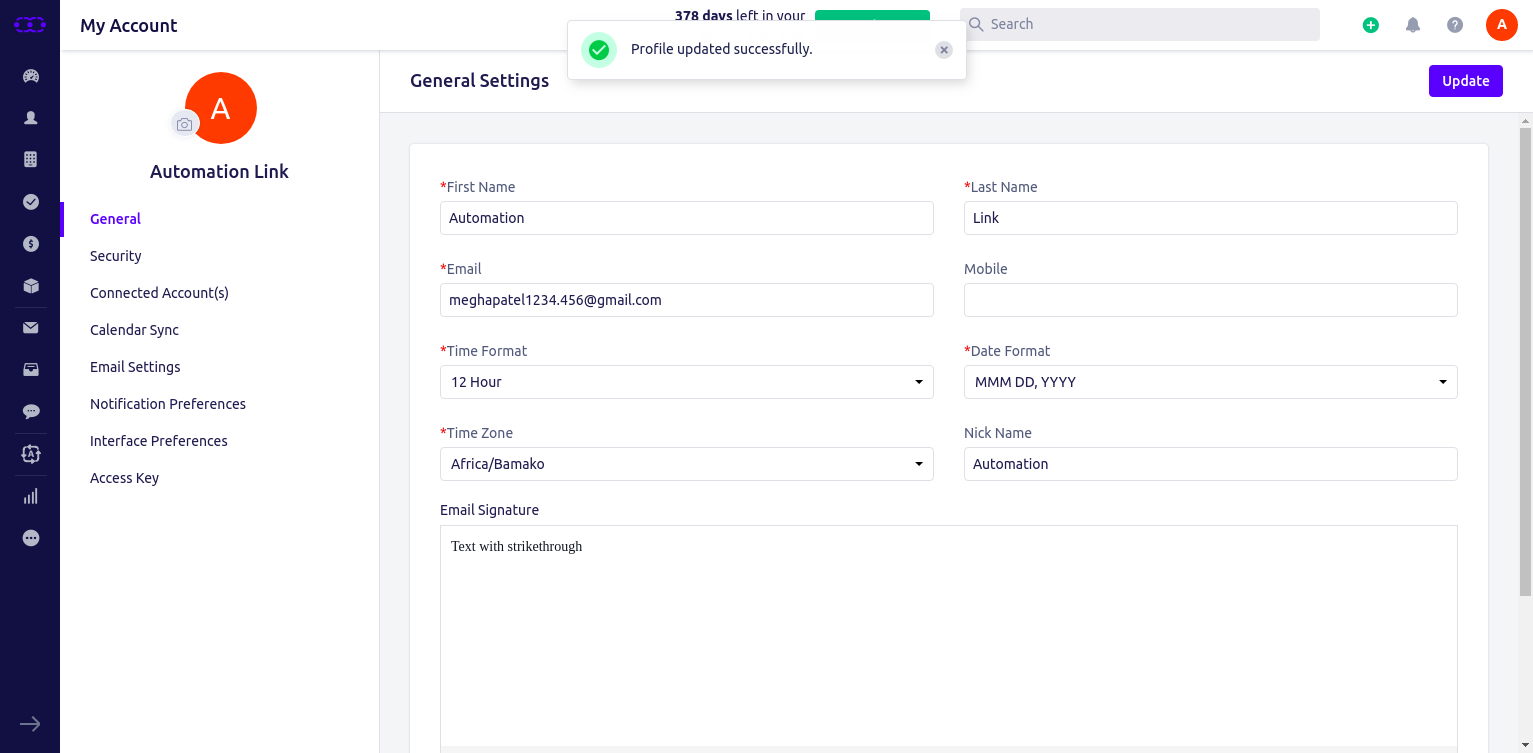 My Account
378 days left in your
Search
A
Profile updated successfully.
A
Automation Link
General
Security
Connected Account(s)
Calendar Sync
Email Settings
Notification Preferences
Interface Preferences
Access Key
General Settings
Update
*First Name
*Last Name
Automation
Link
*Email
Mobile
meghapatel1234.456@gmail.com
*Time Format
*Date Format
12 Hour
MMM DD, YYYY
*Time Zone
Nick Name
Africa/Bamako
Automation
Email Signature
Text with strikethrough